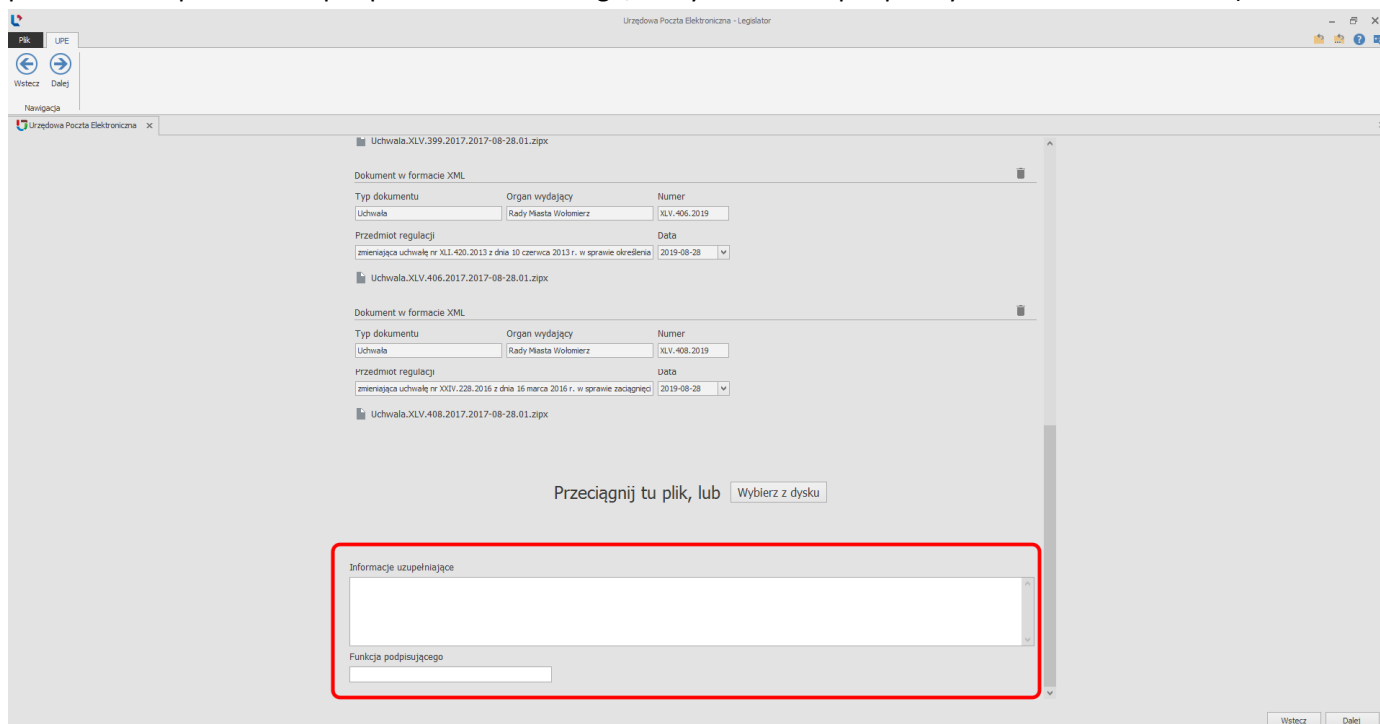 Urzędowa Poczta Elektroniczna - Legislator
Plik UPE
Wstecz Dalej
Nawigacja
Urzędowa Poczta Elektroniczna
Uchwala.XLV.399.2017.2017-08-28.01.zipx
Dokument w formacie XML
Typ dokumentu Organ wydający Numer
Uchwała Rady Miasta Wołomierz XLV.406.2019
Przedmiot regulacji Data
zmieniająca uchwałę nr XLI.420.2013 z dnia 10 czerwca 2013 r. w sprawie określenia 2019-08-28
Uchwala.XLV.406.2017.2017-08-28.01.zipx
Dokument w formacie XML
Typ dokumentu Organ wydający Numer
Uchwała Rady Miasta Wołomierz XLV.408.2019
Przedmiot regulacji Data
zmieniająca uchwałę nr XXIV.228.2016 z dnia 16 marca 2016 r. w sprawie zaciągnięci 2019-08-28
Uchwala.XLV.408.2017.2017-08-28.01.zipx
Przeciągnij tu plik, lub Wybierz z dysku
Informacje uzupełniające
Funkcja podpisującego
Wstecz Dalej